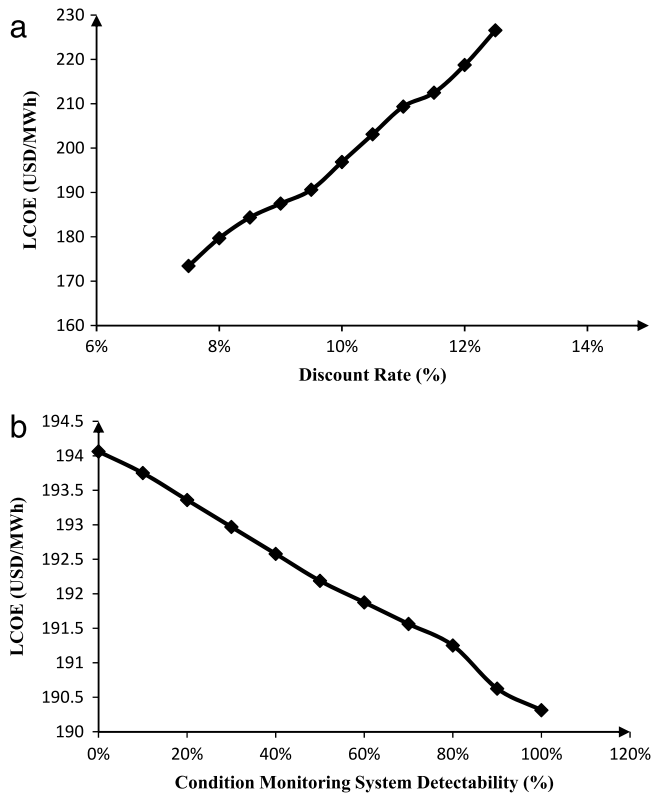 a
230
220
210
200
190
180
170
160
LCOE (USD/MWh)
6% 8% 10% 12% 14%
Discount Rate (%)
b
194.5
194
193.5
193
192.5
192
191.5
191
190.5
190
LCOE (USD/MWh)
0% 20% 40% 60% 80% 100% 120%
Condition Monitoring System Detectability (%)